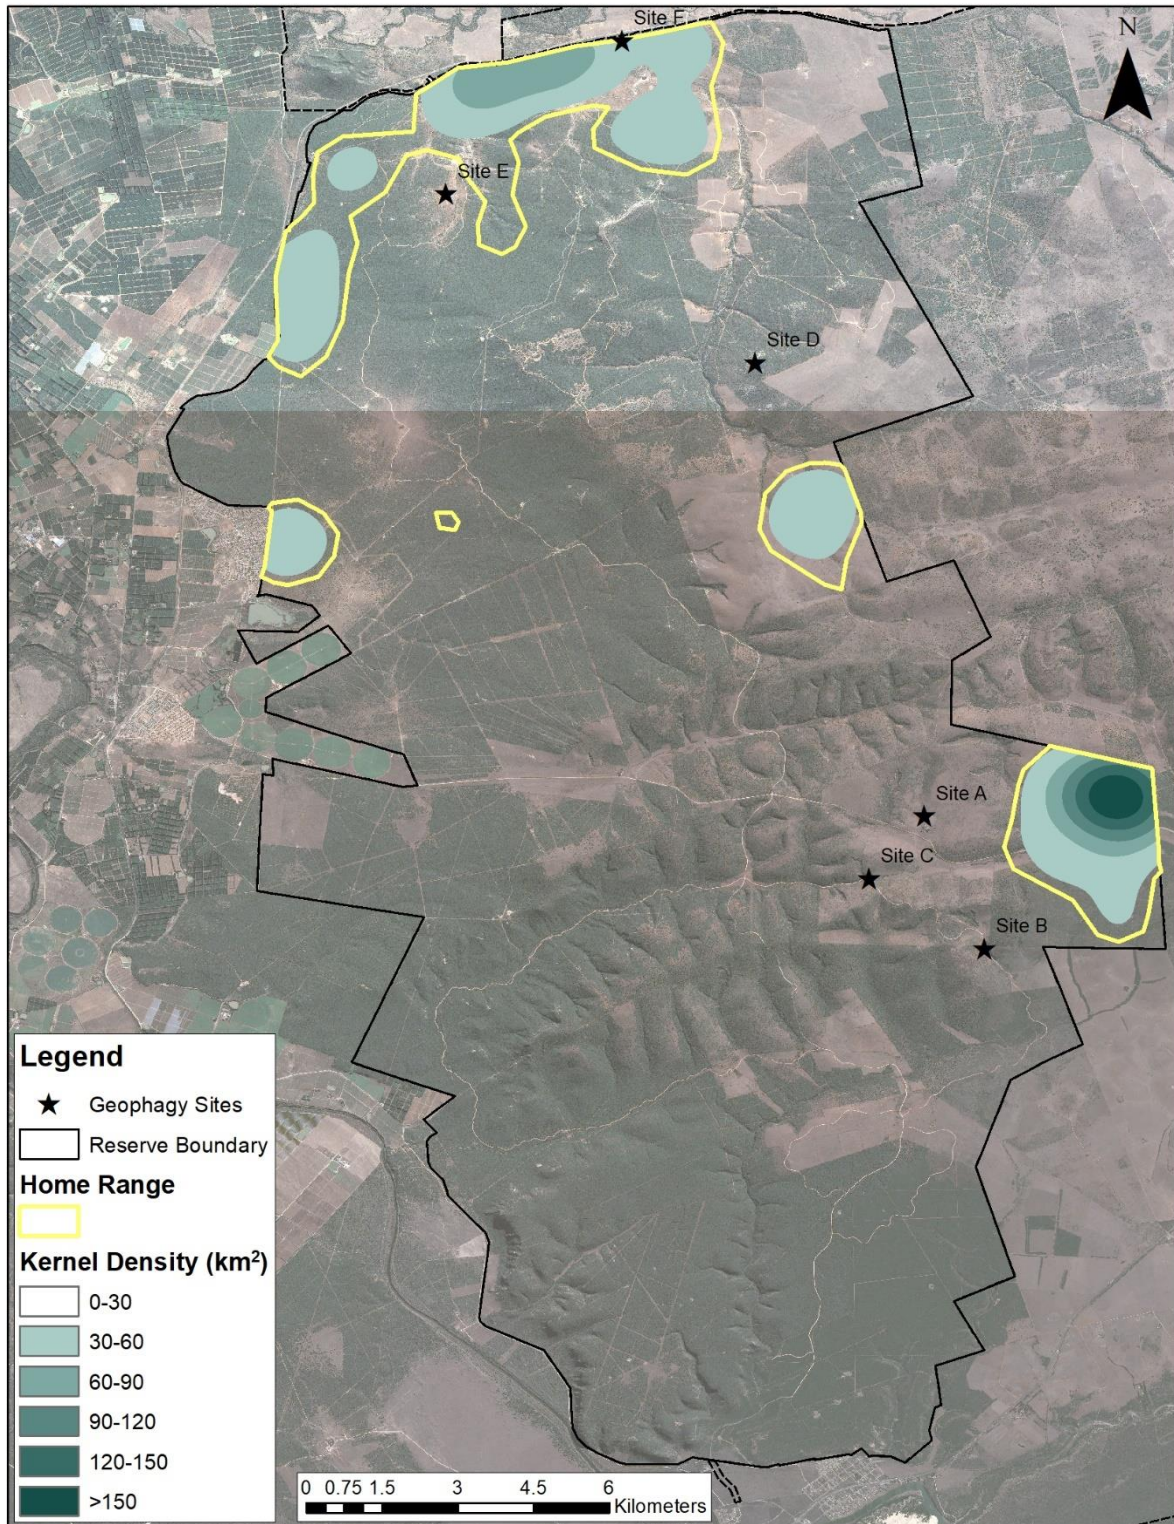 Site F
N
Site E
Site D
Site A
Site C
Site B
Legend
Geophagy Sites
Reserve Boundary
Home Range
Kernel Density (km²)
0-30
30-60
60-90
90-120
120-150
>150
0 0.75 1.5 3 4.5 6
Kilometers